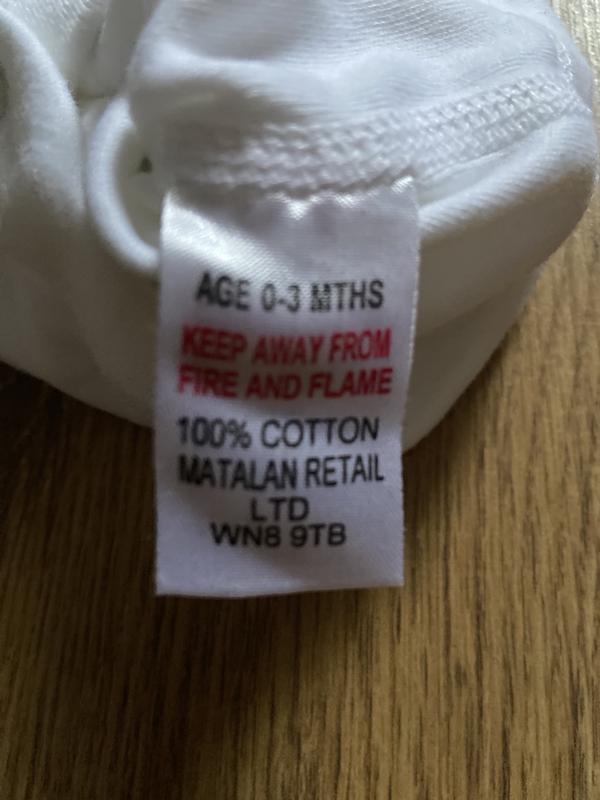 AGE 0-3 MTHS
KEEP AWAY FROM
FIRE AND FLAME
100% COTTON
MATALAN RETAIL
LTD
WN8 9TB